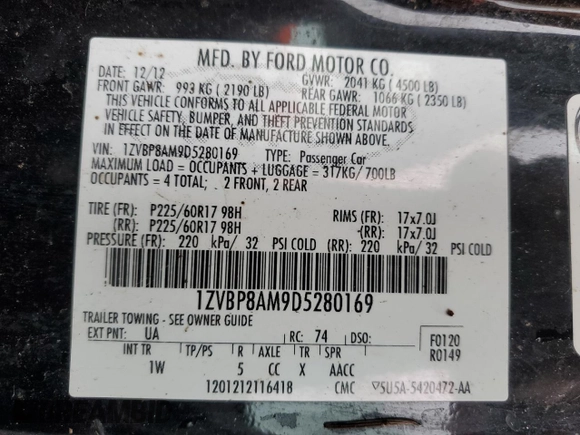 MFD. BY FORD MOTOR CO.
DATE: 12/12 GVWR: 2041 KG ( 4500 LB)
FRONT GAWR: 993 KG ( 2190 LB) REAR GAWR: 1066 KG ( 2350 LB)
THIS VEHICLE CONFORMS TO ALL APPLICABLE FEDERAL MOTOR
VEHICLE SAFETY, BUMPER, AND THEFT PREVENTION STANDARDS
IN EFFECT ON THE DATE OF MANUFACTURE SHOWN ABOVE.
VIN: 1ZVBP8AM9D5280169 TYPE: Passenger Car
MAXIMUM LOAD = OCCUPANTS + LUGGAGE = 317KG/ 700LB
OCCUPANTS = 4 TOTAL; 2 FRONT, 2 REAR
TIRE (FR): P225/60R17 98H RIMS (FR): 17x7.0J
(RR): P225/60R17 98H -(RR): 17x7.0J
PRESSURE (FR): 220 kPa/ 32 PSI COLD (RR): 220 kPa/ 32 PSI COLD
1ZVBP8AM9D5280169
TRAILER TOWING - SEE OWNER GUIDE
EXT PNT: UA RC: 74 DSO: F0120
INT TR TP/PS R AXLE TR SPR R0149
1W 5 CC X AACC
1201212116418 CMC 5U5A-5420472-AA